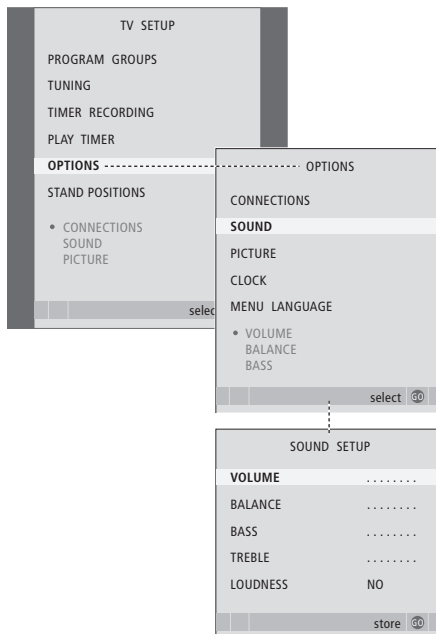 TV SETUP
PROGRAM GROUPS
TUNING
TIMER RECORDING
PLAY TIMER
OPTIONS
STAND POSITIONS
• CONNECTIONS
SOUND
PICTURE
selec
OPTIONS
CONNECTIONS
SOUND
PICTURE
CLOCK
MENU LANGUAGE
• VOLUME
BALANCE
BASS
select GO
SOUND SETUP
VOLUME ........
BALANCE ........
BASS ........
TREBLE ........
LOUDNESS NO
store GO